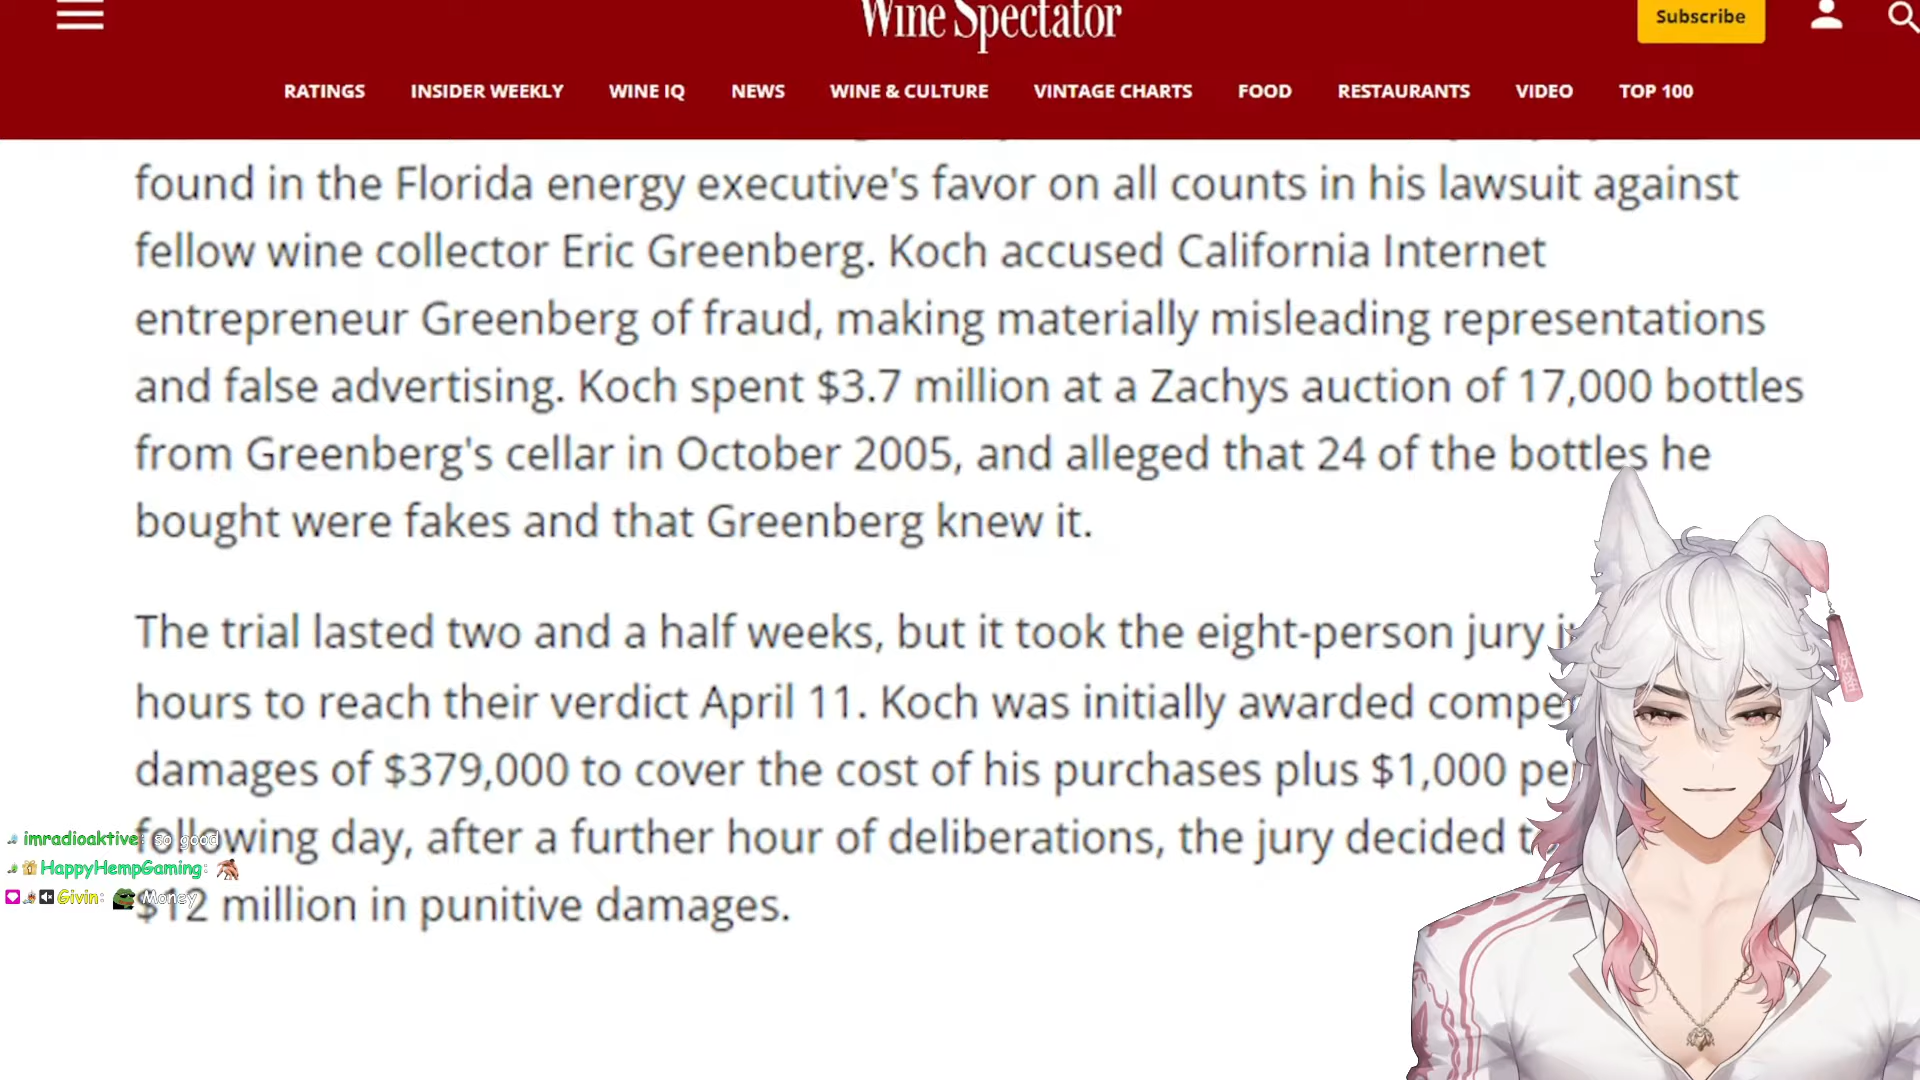 Wine Spectator
Subscribe
RATINGS INSIDER WEEKLY WINE IQ NEWS WINE & CULTURE VINTAGE CHARTS FOOD RESTAURANTS VIDEO TOP 100
found in the Florida energy executive's favor on all counts in his lawsuit against
fellow wine collector Eric Greenberg. Koch accused California Internet
entrepreneur Greenberg of fraud, making materially misleading representations
and false advertising. Koch spent $3.7 million at a Zachys auction of 17,000 bottles
from Greenberg's cellar in October 2005, and alleged that 24 of the bottles he
bought were fakes and that Greenberg knew it.
The trial lasted two and a half weeks, but it took the eight-person jury
hours to reach their verdict April 11. Koch was initially awarded
damages of $379,000 to cover the cost of his purchases plus $1,000
following day, after a further hour of deliberations, the jury decided
$12 million in punitive damages.
imradioaktive: so good
HappyHempGaming:
Givin: Money
妖怪